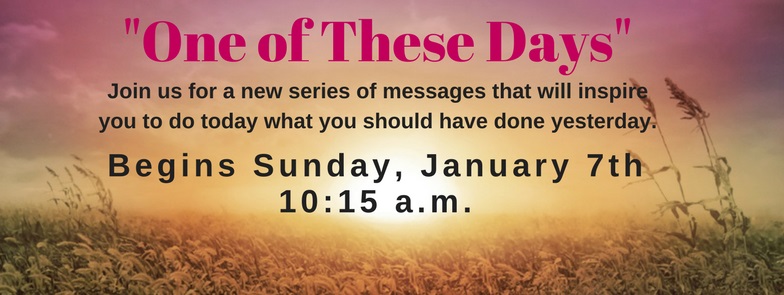 "One of These Days"
Join us for a new series of messages that will inspire
you to do today what you should have done yesterday.
Begins Sunday, January 7th
10:15 a.m.